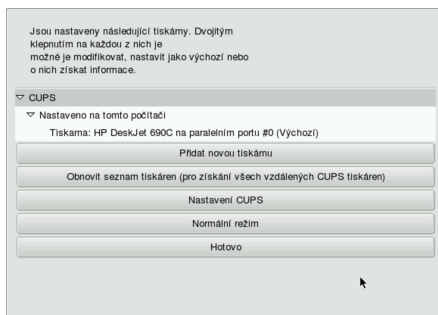 Jsou nastaveny následující tiskárny. Dvojitým
klepnutím na každou z nich je
možně je modifikovat, nastavit jako výchozí nebo
o nich získat informace.
CUPS
Nastaveno na tomto počítači
Tiskarna: HP DeskJet 690C na paralelním portu #0 (Výchozí)
Přidat novou tiskárnu
Obnovit seznam tiskáren (pro získání všech vzdálených CUPS tiskáren)
Nastavení CUPS
Normální režim
Hotovo